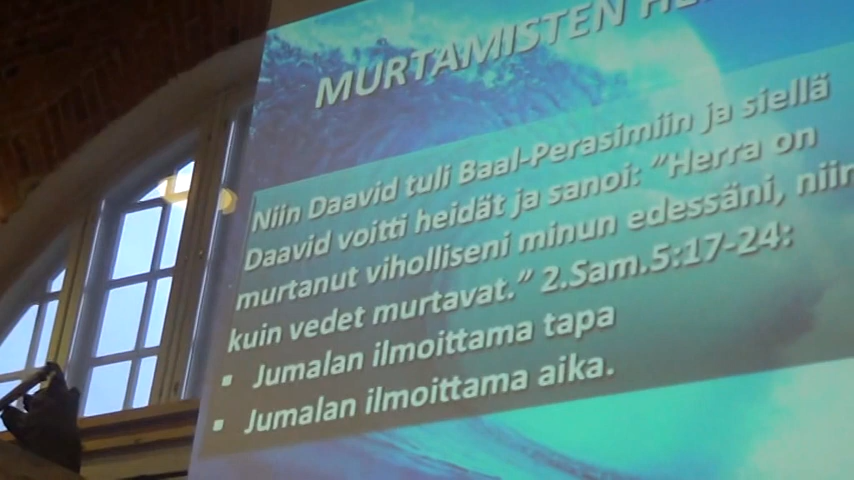 MURTAMISTEN
Niin Daavid tuli Baal-Perasimiin ja siellä
Daavid voitti heidät ja sanoi: ”Herra on
murtanut viholliseni minun edessäni, niin
kuin vedet murtavat.” 2.Sam.5:17-24:
▪ Jumalan ilmoittama tapa
▪ Jumalan ilmoittama aika.